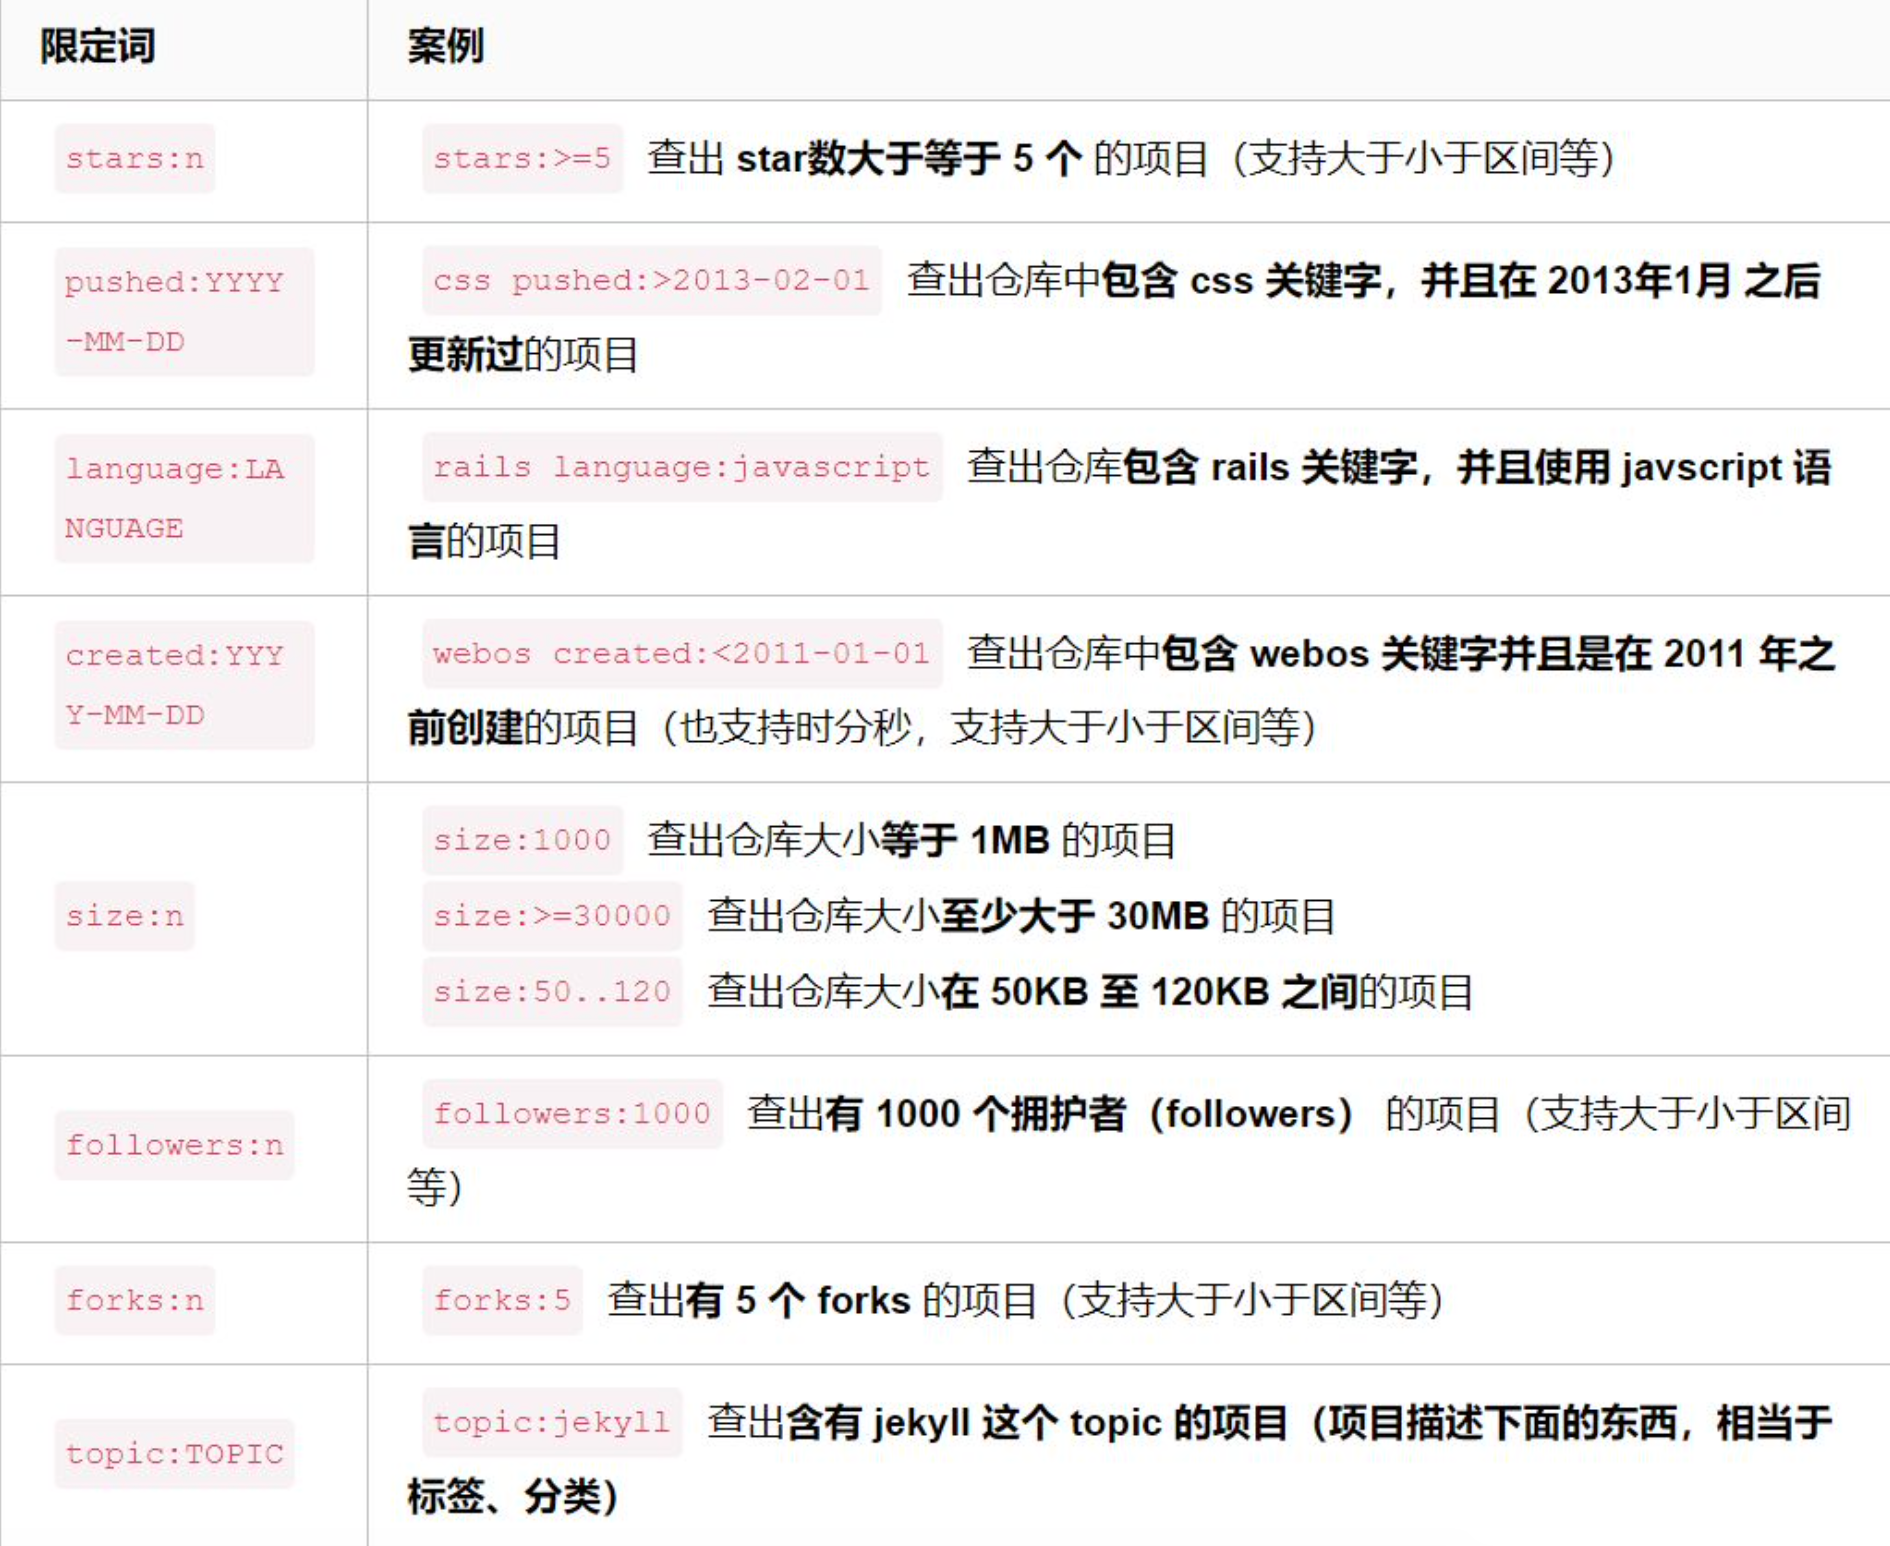 限定词 案例
stars:n stars:>=5 查出 star数大于等于 5 个 的项目（支持大于小于区间等）
pushed:YYYY
-MM-DD
css pushed:>2013-02-01 查出仓库中包含 css 关键字，并且在 2013年1月 之后
更新过的项目
language:LA
NGUAGE
rails language:javascript 查出仓库包含 rails 关键字，并且使用 javscript 语
言的项目
created:YYY
Y-MM-DD
webos created:<2011-01-01 查出仓库中包含 webos 关键字并且是在 2011 年之
前创建的项目（也支持时分秒，支持大于小于区间等）
size:n
size:1000 查出仓库大小等于 1MB 的项目
size:>=30000 查出仓库大小至少大于 30MB 的项目
size:50..120 查出仓库大小在 50KB 至 120KB 之间的项目
followers:n
followers:1000 查出有 1000 个拥护者（followers） 的项目（支持大于小于区间
等）
forks:n forks:5 查出有 5 个 forks 的项目（支持大于小于区间等）
topic:TOPIC
topic:jekyll 查出含有 jekyll 这个 topic 的项目（项目描述下面的东西，相当于
标签、分类）